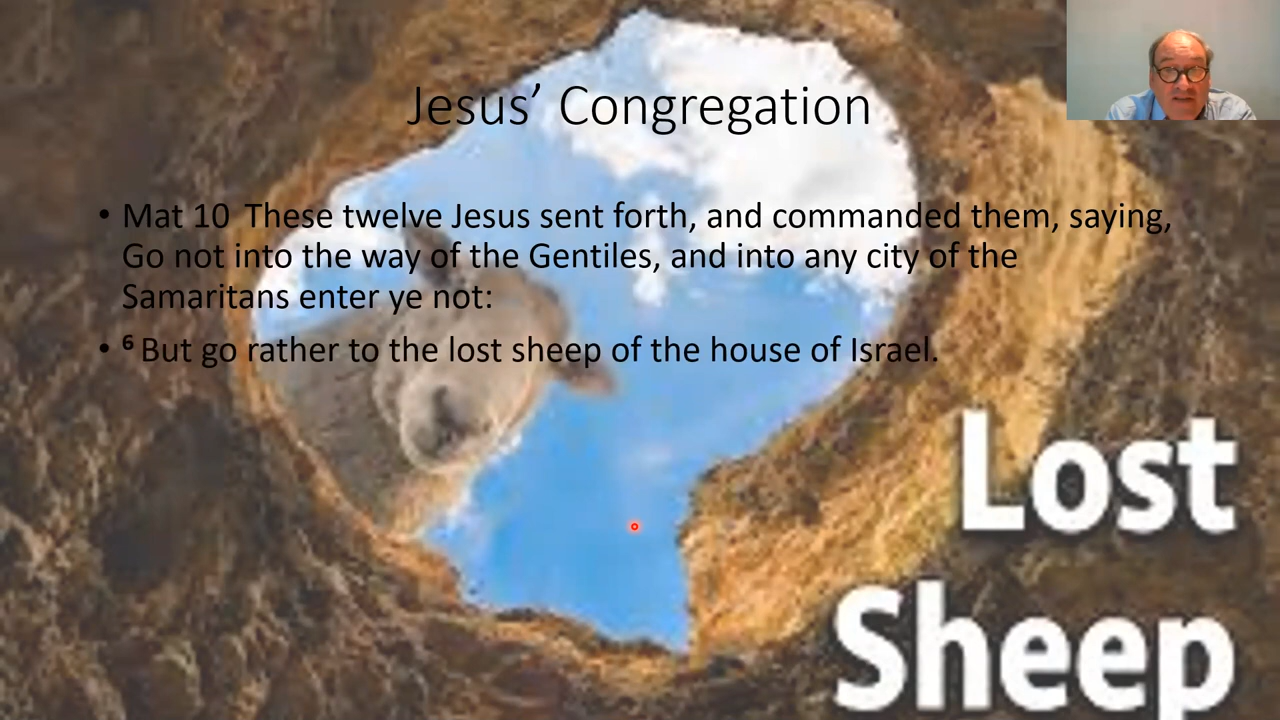 Jesus’ Congregation
• Mat 10  These twelve Jesus sent forth, and commanded them, saying,
Go not into the way of the Gentiles, and into any city of the
Samaritans enter ye not:
• ⁶ But go rather to the lost sheep of the house of Israel.
Lost
Sheep